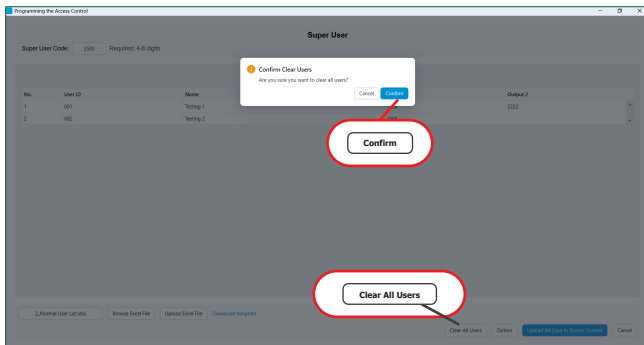 Programming the Access Control
Super User
Super User Code: 2580 Required: 4-8 digits
Confirm Clear Users
Are you sure you want to clear all users?
Cancel Confirm
No. User ID Name Output 2
1 001 Testing 1 2222
2 002 Testing 2
Confirm
Clear All Users
2_Normal User List.xlsx Browse Excel File Upload Excel File Download template
Clear All Users Option Upload All Data to Access Control Cancel